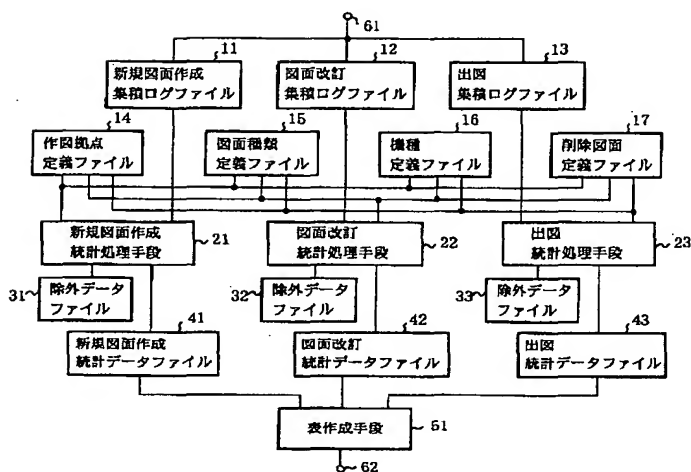 61
11
12
13
新規図面作成
集積ログファイル
図面改訂
集積ログファイル
出図
集積ログファイル
14
15
16
17
作図拠点
定義ファイル
図面種類
定義ファイル
機種
定義ファイル
削除図面
定義ファイル
新規図面作成
統計処理手段
21
図面改訂
統計処理手段
22
出図
統計処理手段
23
31
除外データ
ファイル
32
除外データ
ファイル
33
除外データ
ファイル
41
42
43
新規図面作成
統計データファイル
図面改訂
統計データファイル
出図
統計データファイル
表作成手段
51
62